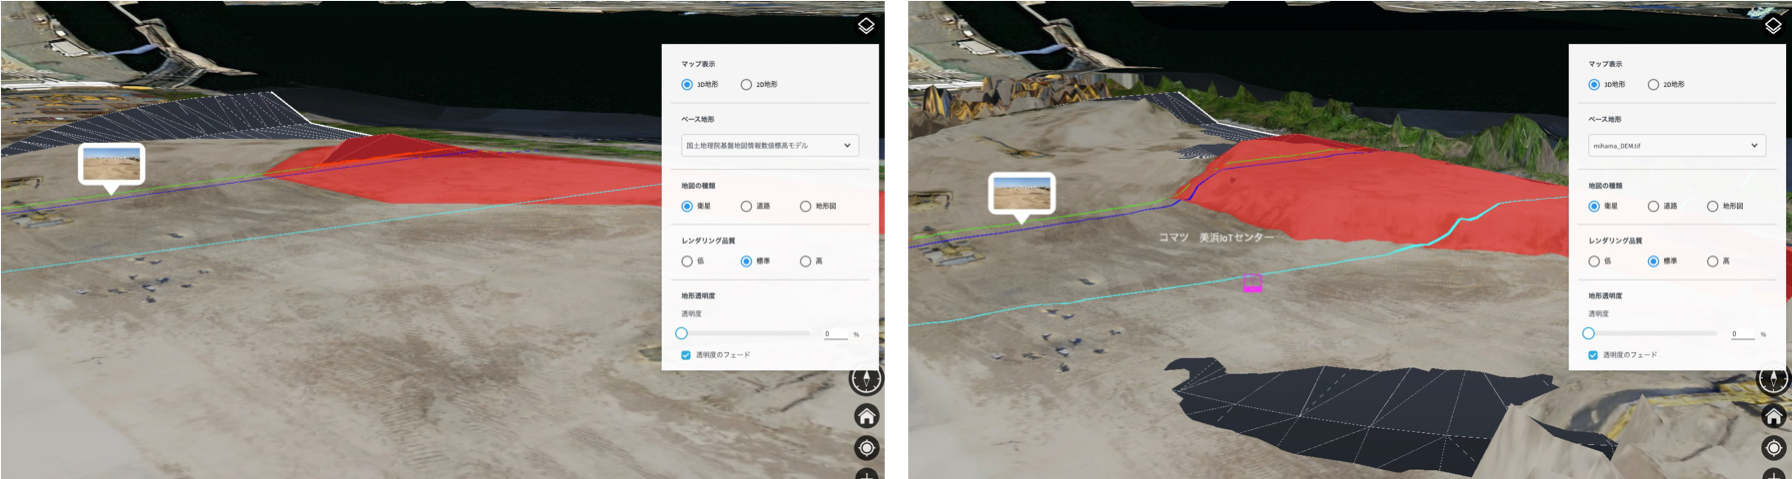 マップ表示
3D地形
2D地形
ベース地形
国土地理院基盤地図情報数値標高モデル
地図の種類
衛星
道路
地形図
レンダリング品質
低
標準
高
地形透明度
透明度
0 %
透明度のフェード
コマツ 美浜IoTセンター
マップ表示
3D地形
2D地形
ベース地形
mihama_DEM.tif
地図の種類
衛星
道路
地形図
レンダリング品質
低
標準
高
地形透明度
透明度
0 %
透明度のフェード